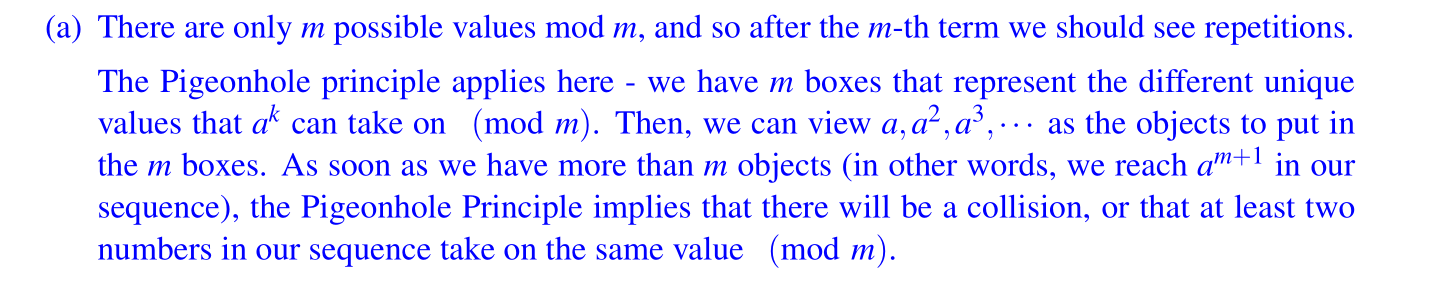 (a) There are only m possible values mod m, and so after the m-th term we should see repetitions.
The Pigeonhole principle applies here - we have m boxes that represent the different unique
values that a^k can take on (mod m). Then, we can view a, a^2, a^3, ··· as the objects to put in
the m boxes. As soon as we have more than m objects (in other words, we reach a^{m+1} in our
sequence), the Pigeonhole Principle implies that there will be a collision, or that at least two
numbers in our sequence take on the same value (mod m).